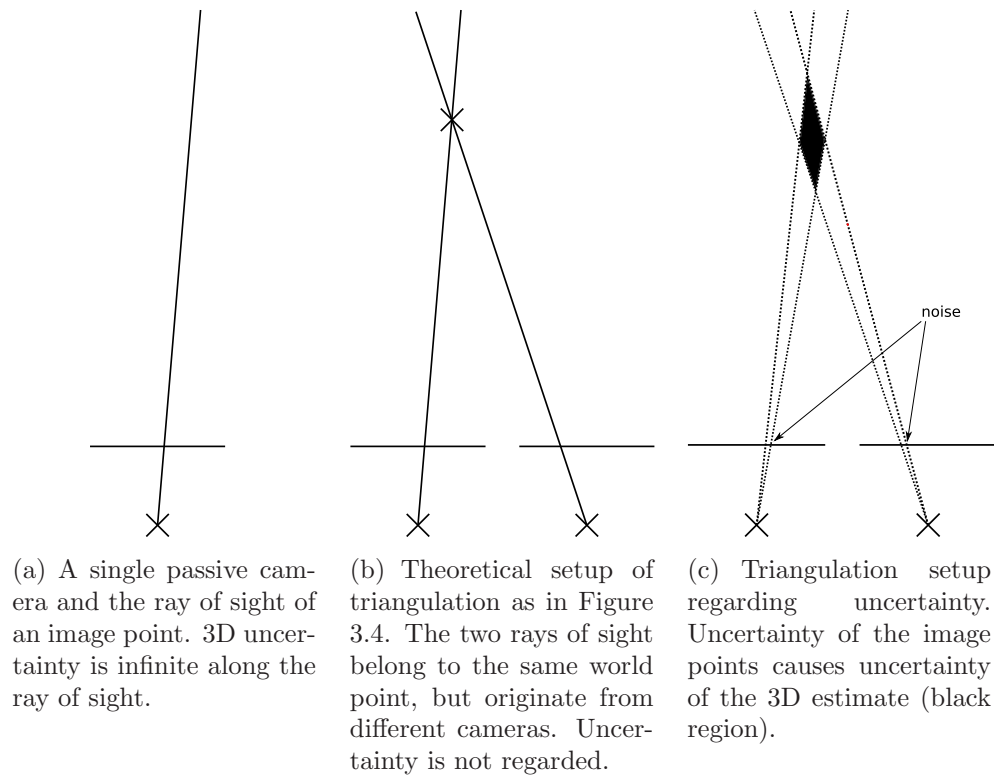 noise
(a) A single passive cam-
era and the ray of sight of
an image point. 3D uncer-
tainty is infinite along the
ray of sight.
(b) Theoretical setup of
triangulation as in Figure
3.4. The two rays of sight
belong to the same world
point, but originate from
different cameras. Uncer-
tainty is not regarded.
(c) Triangulation setup
regarding uncertainty.
Uncertainty of the image
points causes uncertainty
of the 3D estimate (black
region).